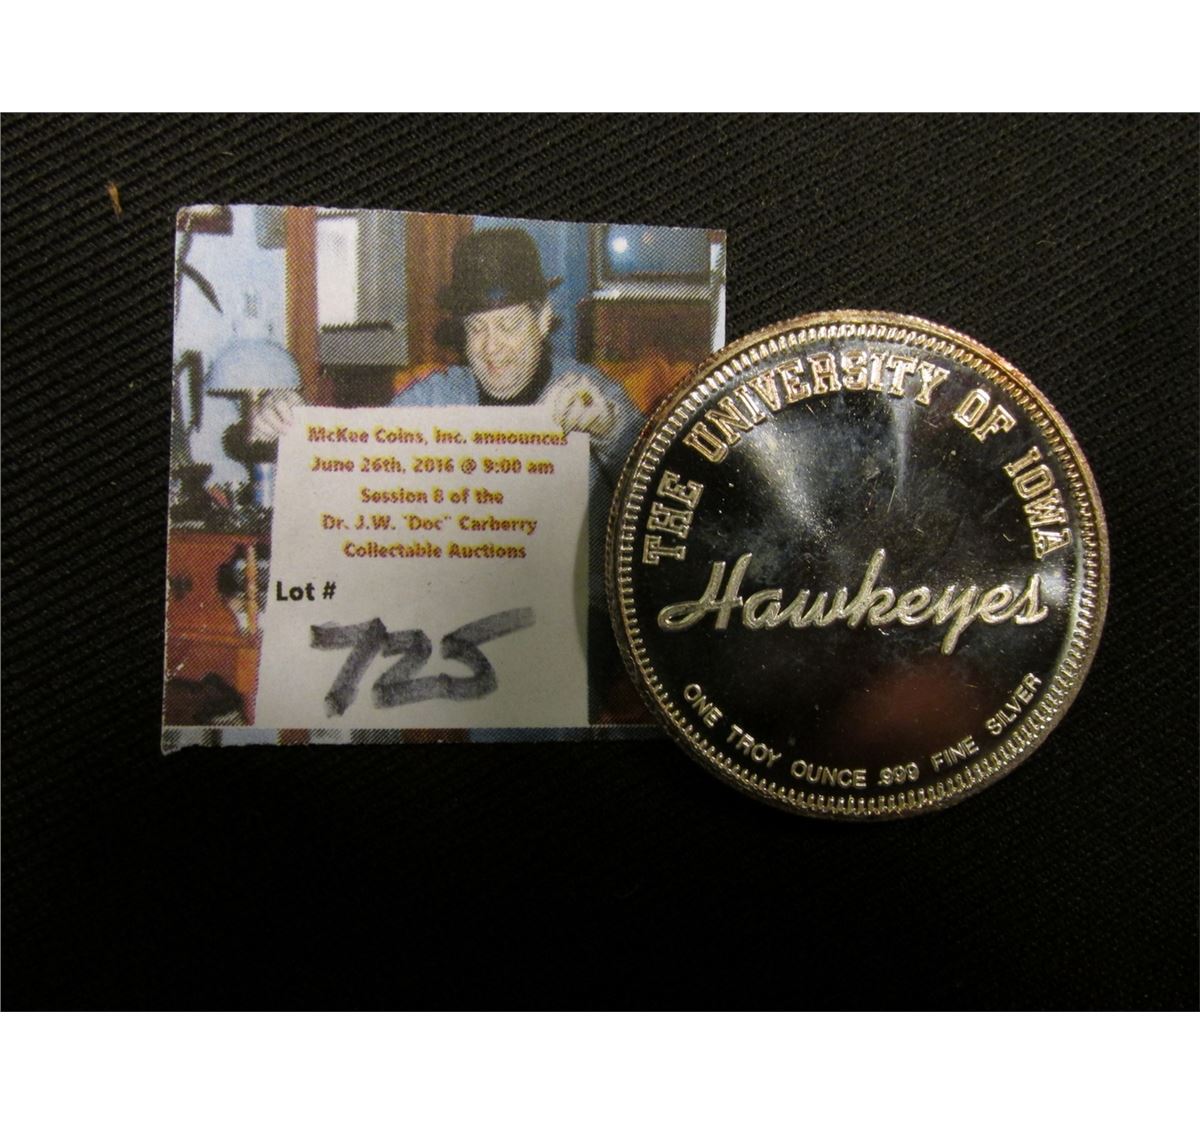 McKee Coins, Inc. announces
June 26th, 2016 @ 9:00 am
Session 8 of the
Dr. J.W. "Doc" Carberry
Collectable Auctions
Lot #
725
THE UNIVERSITY OF IOWA
Hawkeyes
ONE TROY OUNCE .999 FINE SILVER